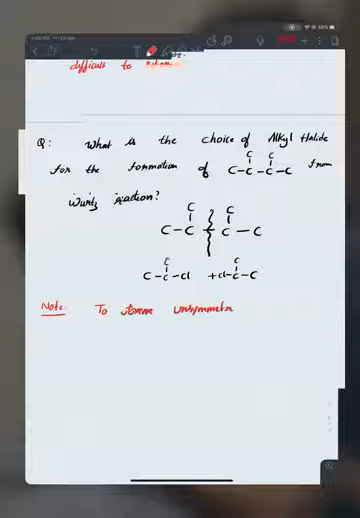 difficult to
Q: What is the choice of Alkyl Halide
C C
for the formation of C-C-C-C from
wurtz reaction?
C C
C-C C-C
C C
C-C-Cl + Cl-C-C
Note: To form unsymmetr